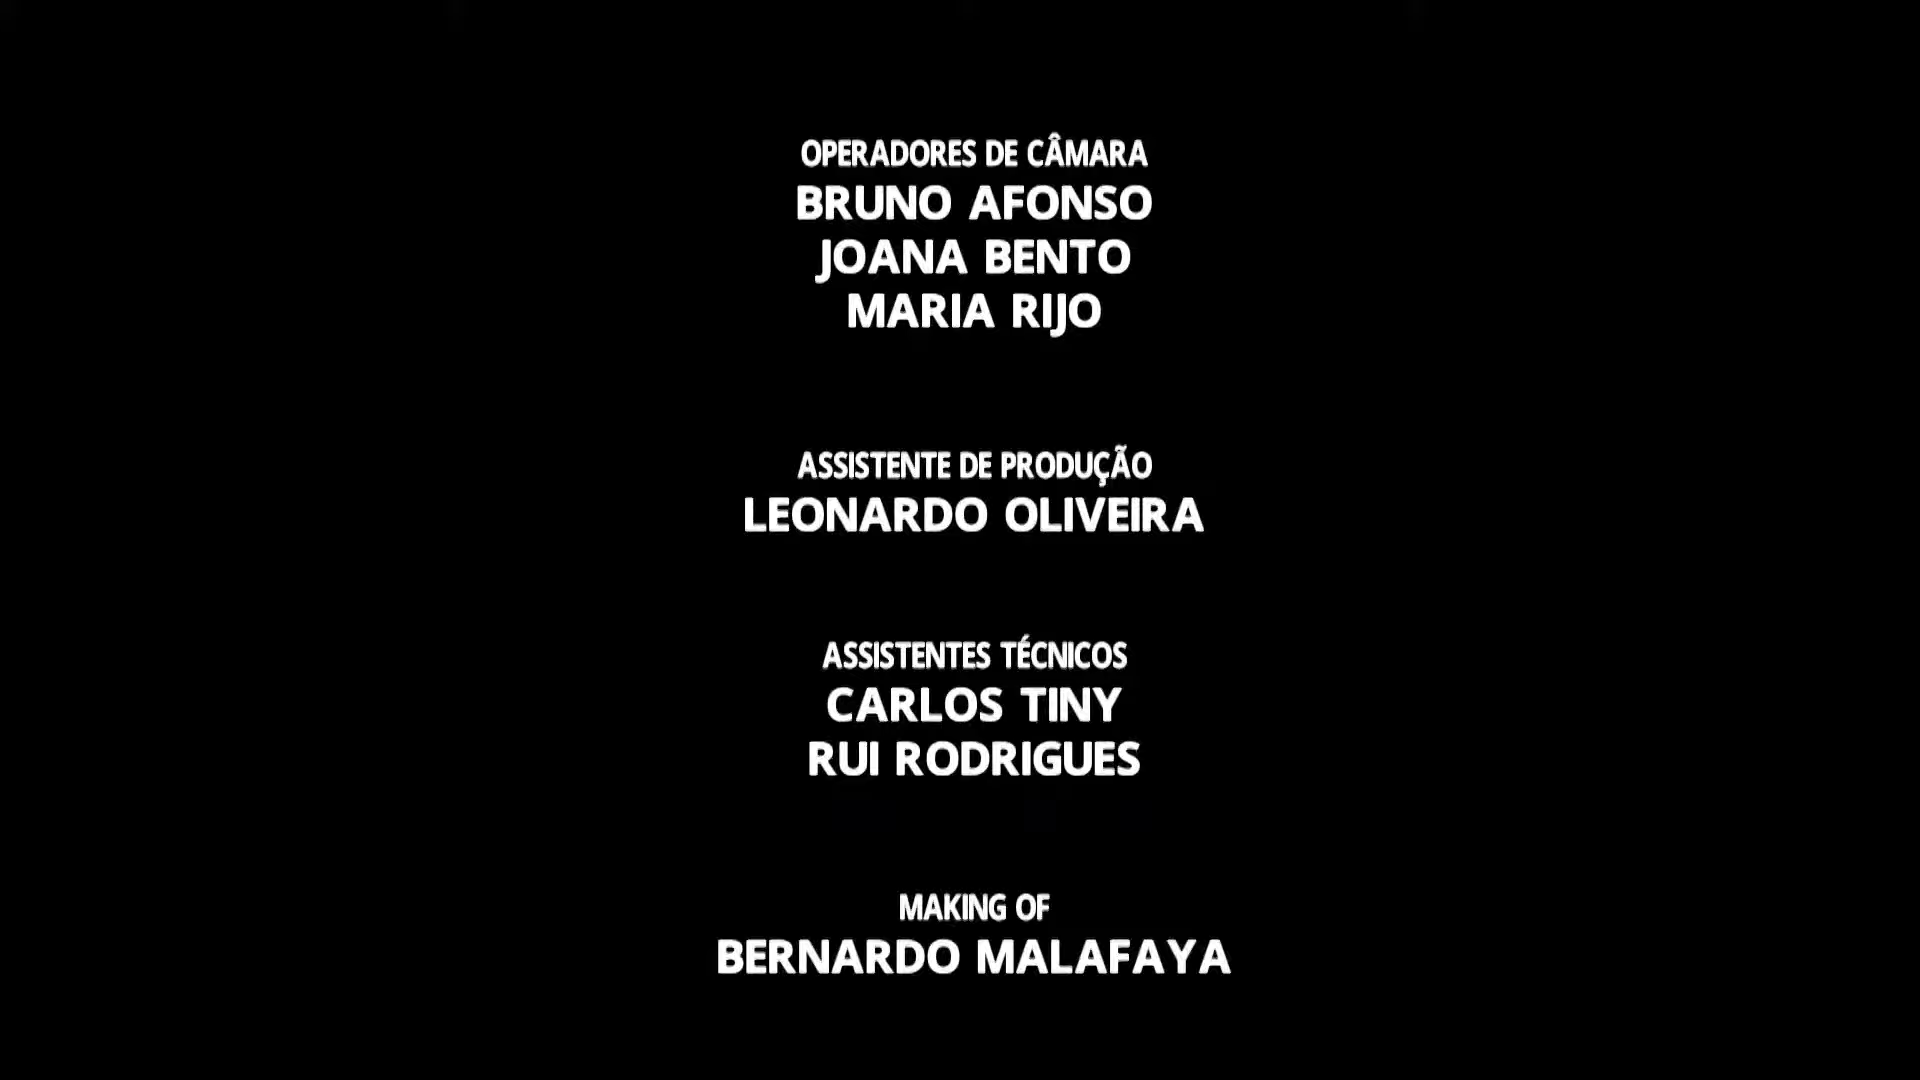 OPERADORES DE CÂMARA
BRUNO AFONSO
JOANA BENTO
MARIA RIJO
ASSISTENTE DE PRODUÇÃO
LEONARDO OLIVEIRA
ASSISTENTES TÉCNICOS
CARLOS TINY
RUI RODRIGUES
MAKING OF
BERNARDO MALAFAYA